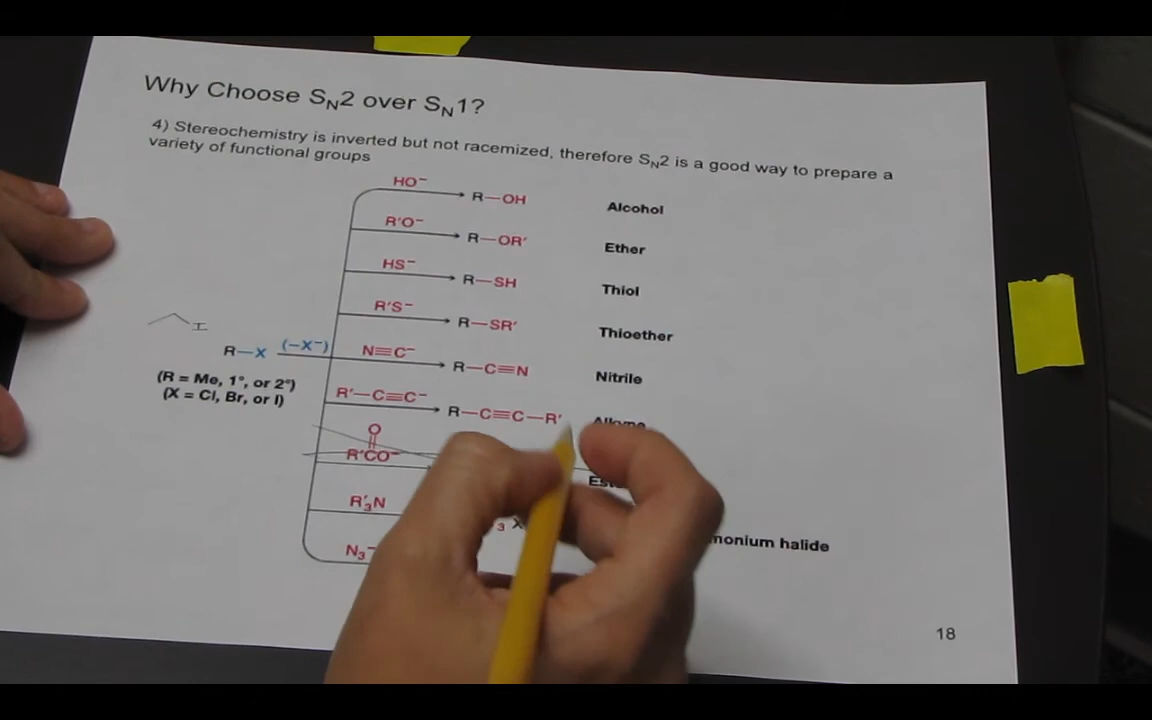 Why Choose SN2 over SN1?
4) Stereochemistry is inverted but not racemized, therefore SN2 is a good way to prepare a
variety of functional groups
HO⁻ R—OH Alcohol
R'O⁻ R—OR' Ether
HS⁻ R—SH Thiol
R'S⁻ R—SR' Thioether
I
R—X (−X⁻) N≡C⁻ R—C≡N Nitrile
(R = Me, 1°, or 2°)
(X = Cl, Br, or I)
R'—C≡C⁻ R—C≡C—R'
O
R'CO⁻
R'₃N ₃ X
monium halide
N₃⁻
18